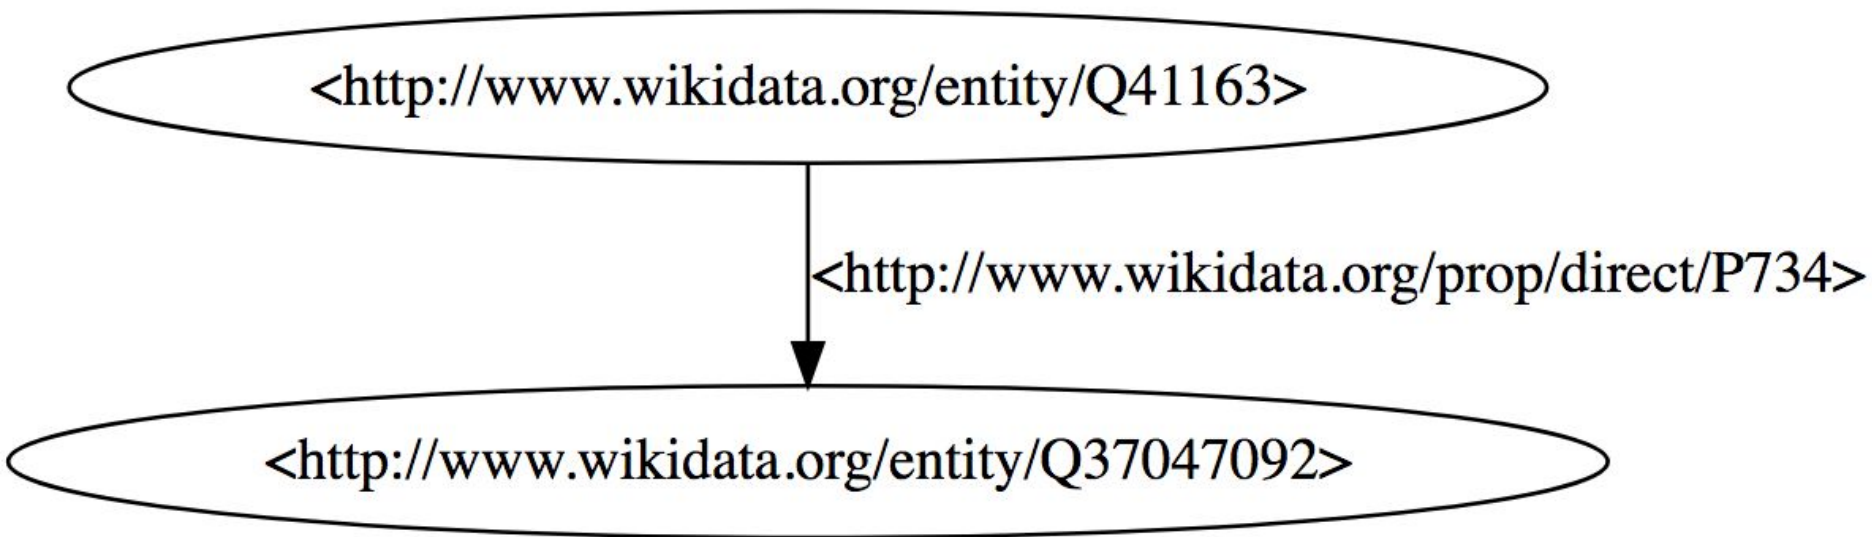 <http://www.wikidata.org/entity/Q41163>
<http://www.wikidata.org/prop/direct/P734>
<http://www.wikidata.org/entity/Q37047092>